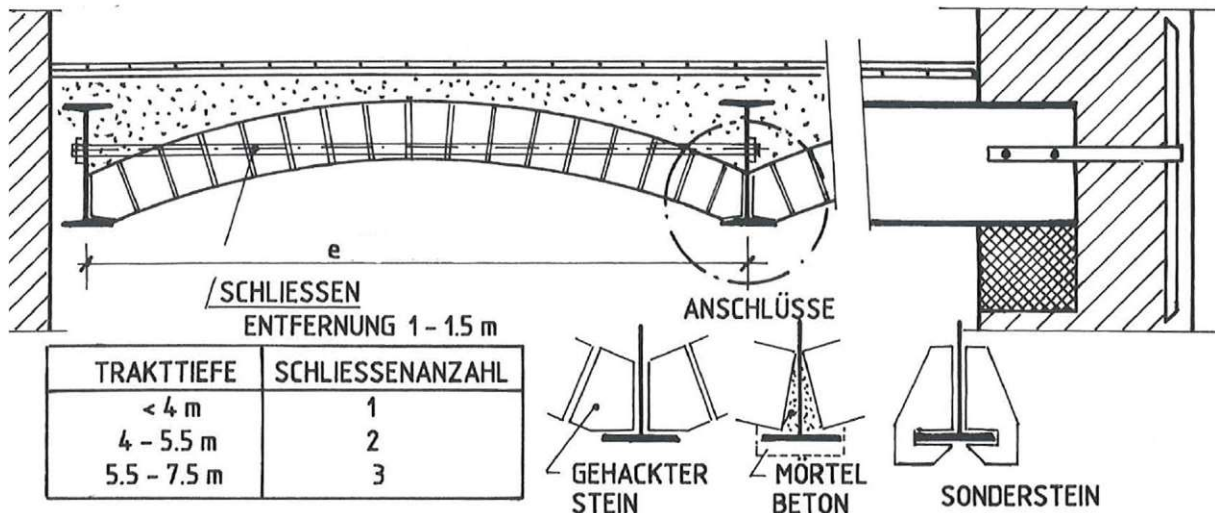 e
SCHLIESSEN
ENTFERNUNG 1 – 1.5 m
ANSCHLÜSSE
TRAKTTIEFE SCHLIESSENANZAHL
< 4 m 1
4 – 5.5 m 2
5.5 – 7.5 m 3
GEHACKTER
STEIN
MÖRTEL
BETON
SONDERSTEIN